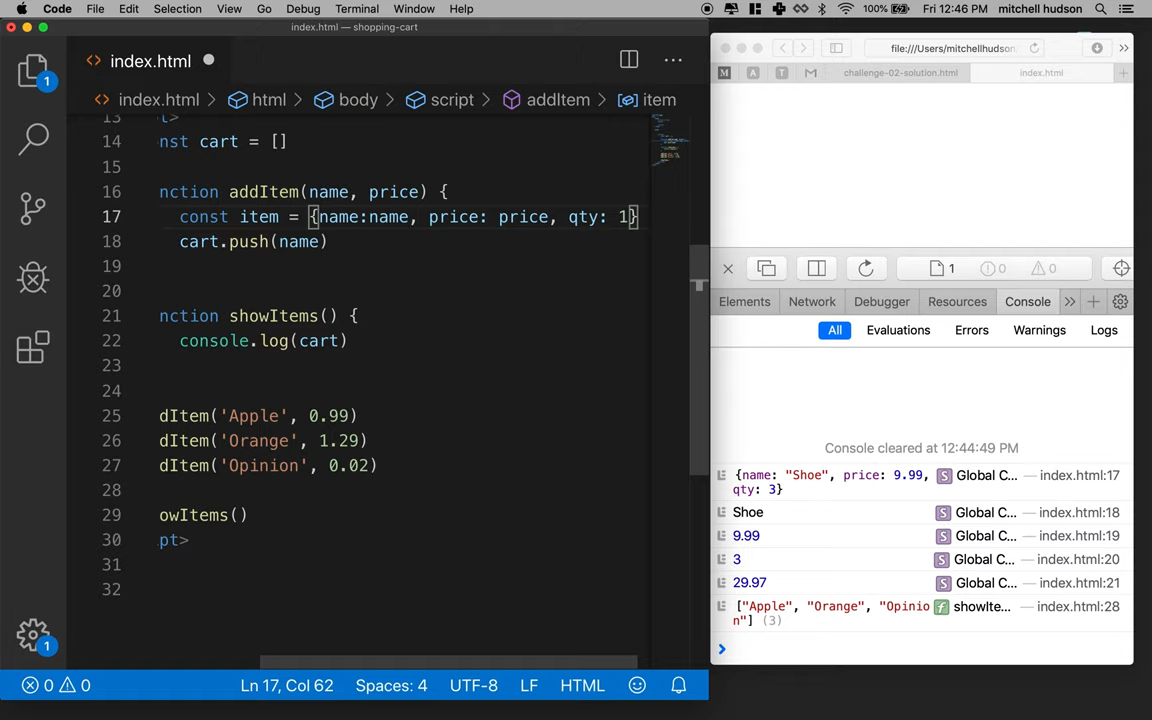 Code File Edit Selection View Go Debug Terminal Window Help 100% Fri 12:46 PM mitchell hudson
index.html — shopping-cart
index.html
1
index.html > html > body > script > addItem > item
13 t>
14 nst cart = []
15
16 nction addItem(name, price) {
17 const item = {name:name, price: price, qty: 1}
18 cart.push(name)
19
20
21 nction showItems() {
22 console.log(cart)
23
24
25 dItem('Apple', 0.99)
26 dItem('Orange', 1.29)
27 dItem('Opinion', 0.02)
28
29 owItems()
30 pt>
31
32
1
0 0 Ln 17, Col 62 Spaces: 4 UTF-8 LF HTML
file:///Users/mitchellhudson
M A T challenge-02-solution.html index.html
1 0 0
Elements Network Debugger Resources Console
All Evaluations Errors Warnings Logs
Console cleared at 12:44:49 PM
{name: "Shoe", price: 9.99, S Global C... — index.html:17
qty: 3}
Shoe S Global C... — index.html:18
9.99 S Global C... — index.html:19
3 S Global C... — index.html:20
29.97 S Global C... — index.html:21
["Apple", "Orange", "Opinio f showIte... — index.html:28
n"] (3)